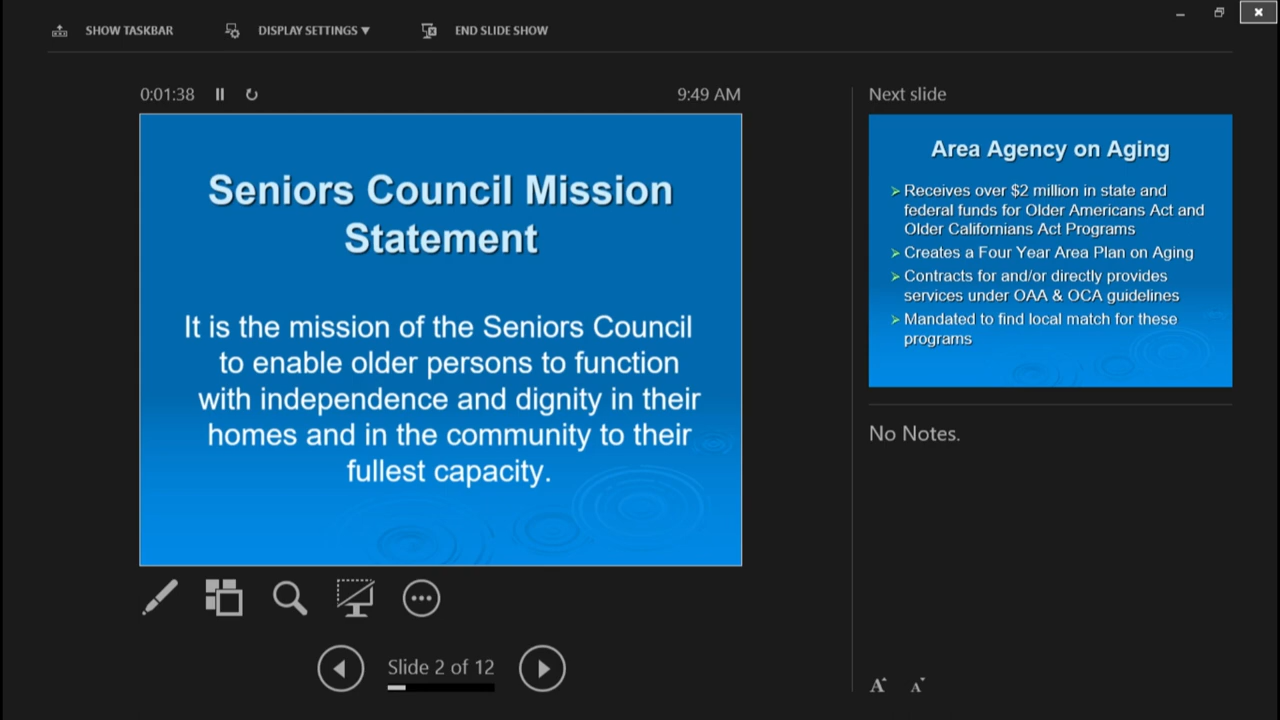 SHOW TASKBAR
DISPLAY SETTINGS ▼
END SLIDE SHOW
0:01:38
9:49 AM
Seniors Council Mission
Statement
It is the mission of the Seniors Council
to enable older persons to function
with independence and dignity in their
homes and in the community to their
fullest capacity.
Slide 2 of 12
Next slide
Area Agency on Aging
➢ Receives over $2 million in state and
federal funds for Older Americans Act and
Older Californians Act Programs
➢ Creates a Four Year Area Plan on Aging
➢ Contracts for and/or directly provides
services under OAA & OCA guidelines
➢ Mandated to find local match for these
programs
No Notes.
A A